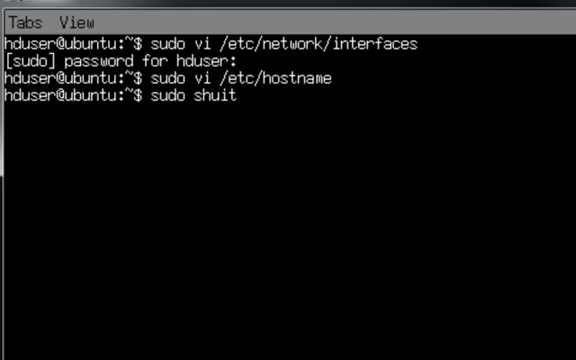 Tabs View
hduser@ubuntu:~$ sudo vi /etc/network/interfaces
[sudo] password for hduser:
hduser@ubuntu:~$ sudo vi /etc/hostname
hduser@ubuntu:~$ sudo shuit